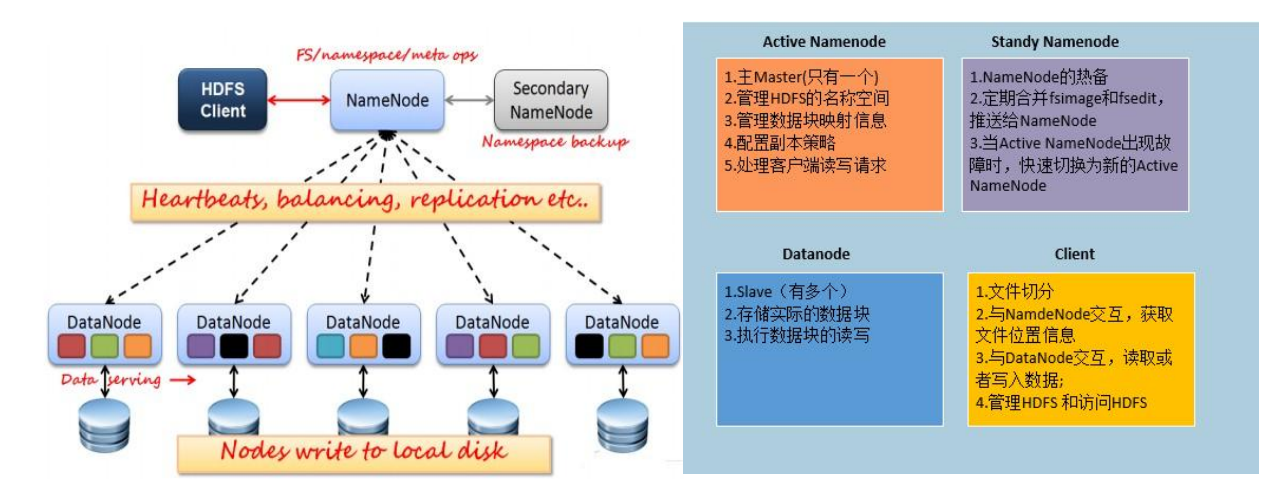 FS/namespace/meta ops
HDFS
Client
NameNode
Secondary
NameNode
Namespace backup
Heartbeats, balancing, replication etc..
DataNode
DataNode
DataNode
DataNode
DataNode
Data serving
Nodes write to local disk
Active Namenode
1.主Master(只有一个)
2.管理HDFS的名称空间
3.管理数据块映射信息
4.配置副本策略
5.处理客户端读写请求
Standy Namenode
1.NameNode的热备
2.定期合并fsimage和fsedit，
推送给NameNode
3.当Active NameNode出现故
障时，快速切换为新的Active
NameNode
Datanode
1.Slave（有多个）
2.存储实际的数据块
3.执行数据块的读写
Client
1.文件切分
2.与NamdeNode交互，获取
文件位置信息
3.与DataNode交互，读取或
者写入数据;
4.管理HDFS 和访问HDFS